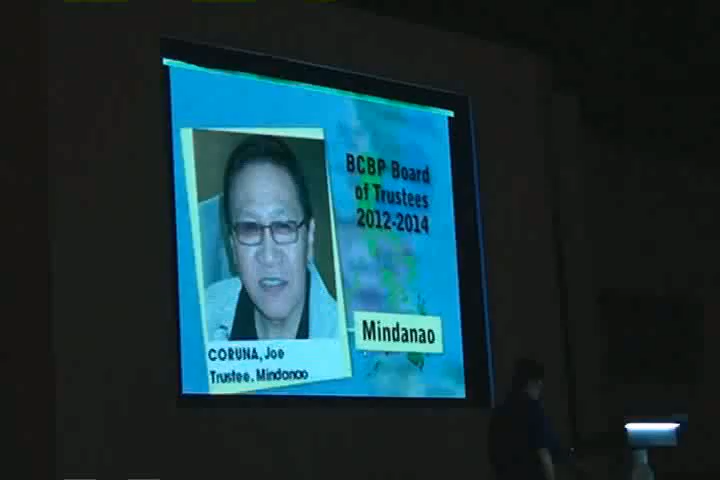 BCBP Board
of Trustees
2012-2014
Mindanao
CORUNA, Joe
Trustee, Mindanao